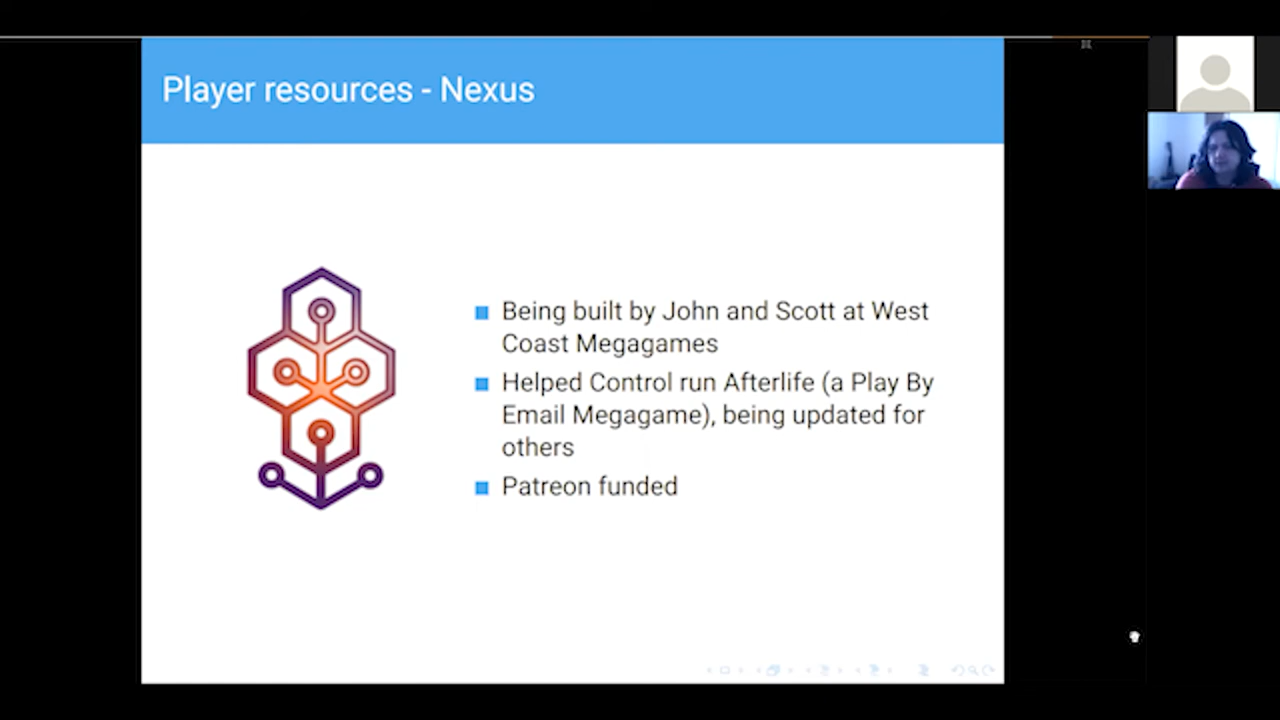 Player resources - Nexus
Being built by John and Scott at West
Coast Megagames
Helped Control run Afterlife (a Play By
Email Megagame), being updated for
others
Patreon funded